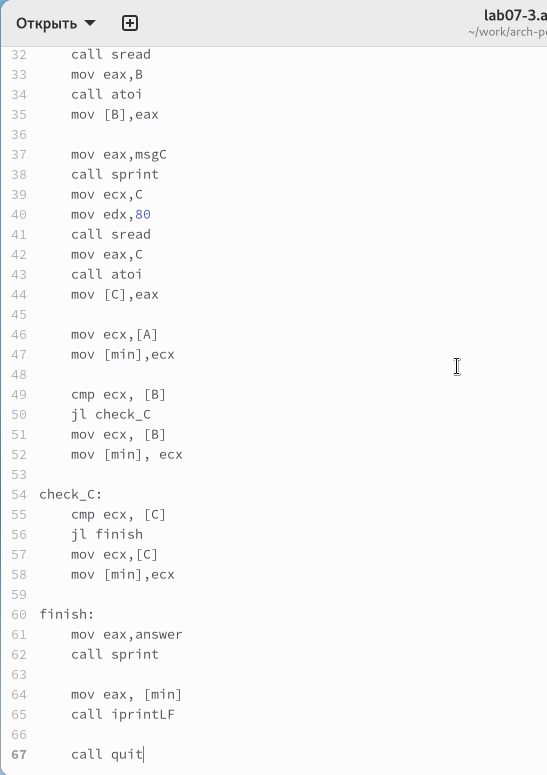 Открыть
lab07-3.a
~/work/arch-p
32 call sread
33 mov eax,B
34 call atoi
35 mov [B],eax
36
37 mov eax,msgC
38 call sprint
39 mov ecx,C
40 mov edx,80
41 call sread
42 mov eax,C
43 call atoi
44 mov [C],eax
45
46 mov ecx,[A]
47 mov [min],ecx
48
49 cmp ecx, [B]
50 jl check_C
51 mov ecx, [B]
52 mov [min], ecx
53
54 check_C:
55 cmp ecx, [C]
56 jl finish
57 mov ecx,[C]
58 mov [min],ecx
59
60 finish:
61 mov eax,answer
62 call sprint
63
64 mov eax, [min]
65 call iprintLF
66
67 call quit